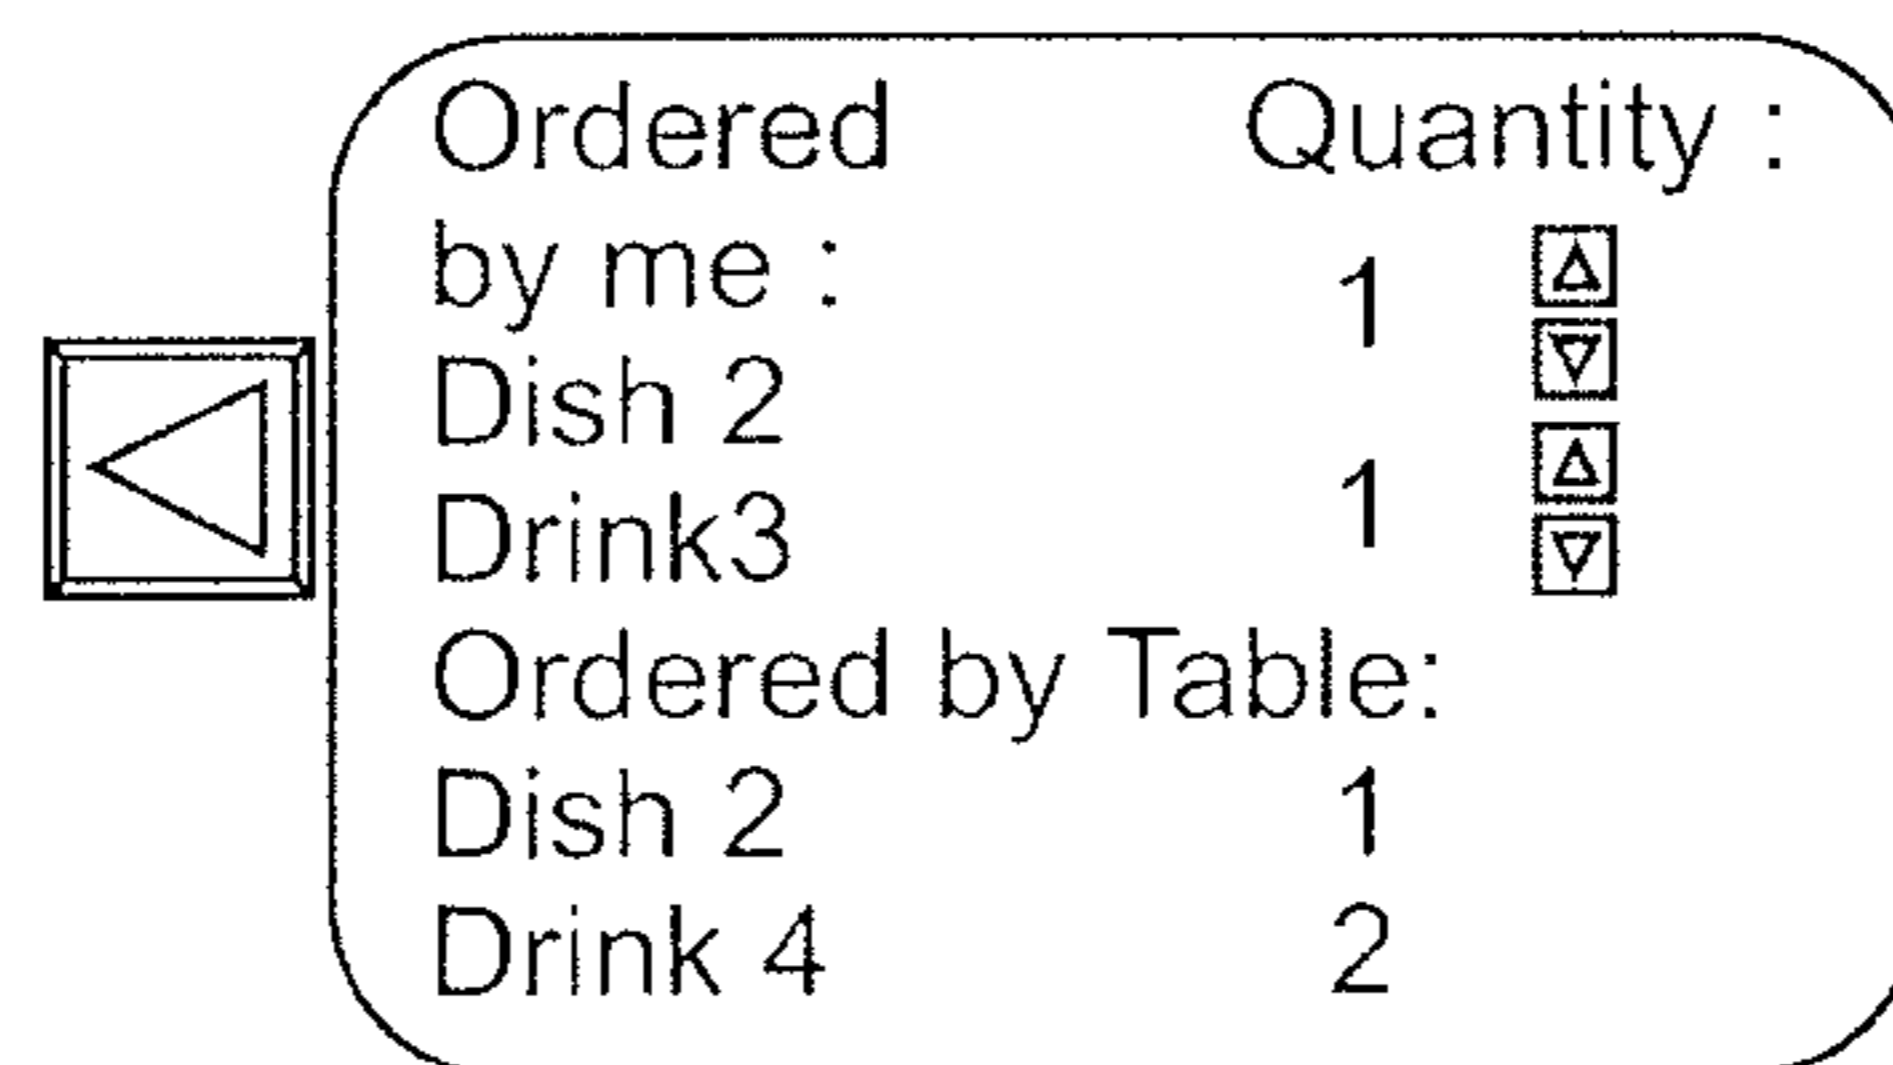 Ordered Quantity :
by me : 1
Dish 2
Drink3 1
Ordered by Table:
Dish 2 1
Drink 4 2